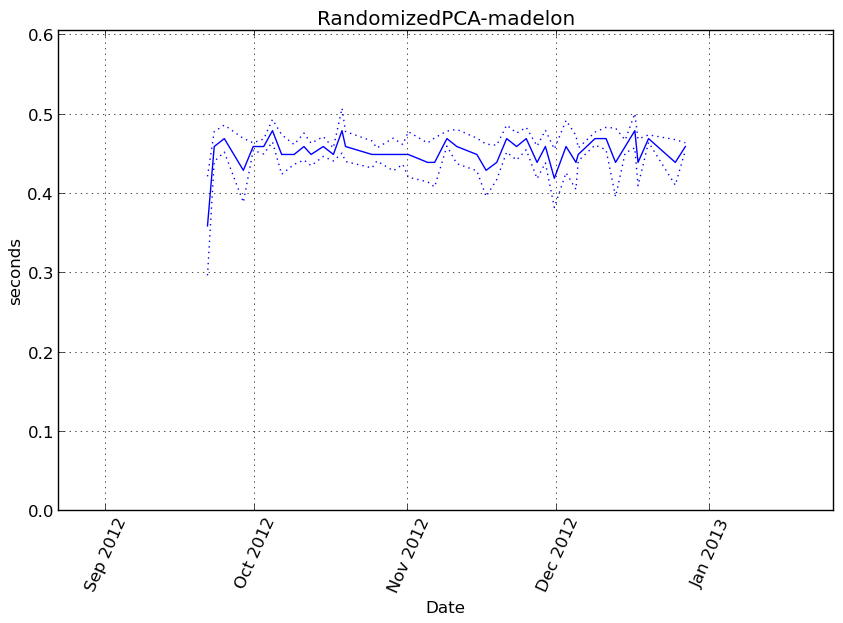 RandomizedPCA-madelon
0.6
0.5
0.4
0.3
0.2
0.1
0.0
seconds
Sep 2012
Oct 2012
Nov 2012
Dec 2012
Jan 2013
Date